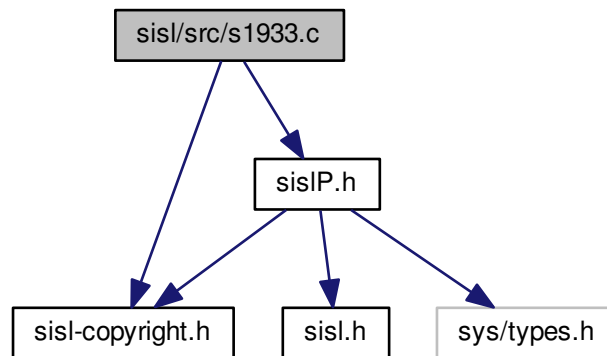 sisl/src/s1933.c
sislP.h
sisl-copyright.h
sisl.h
sys/types.h